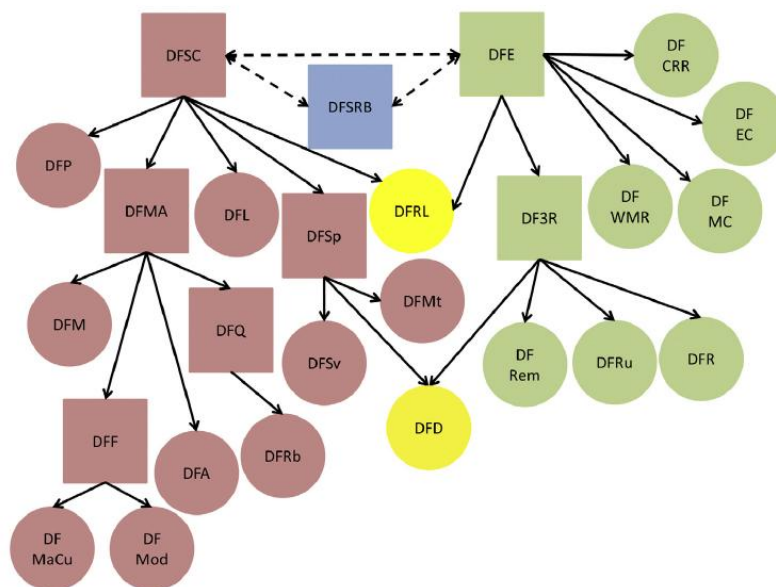 DFSC
DFE
DF
CRR
DFSRB
DF
EC
DFP
DFMA
DFL
DFSp
DFRL
DF3R
DF
WMR
DF
MC
DFM
DFQ
DFSv
DFMt
DF
Rem
DFRu
DFR
DFF
DFA
DFRb
DFD
DF
MaCu
DF
Mod